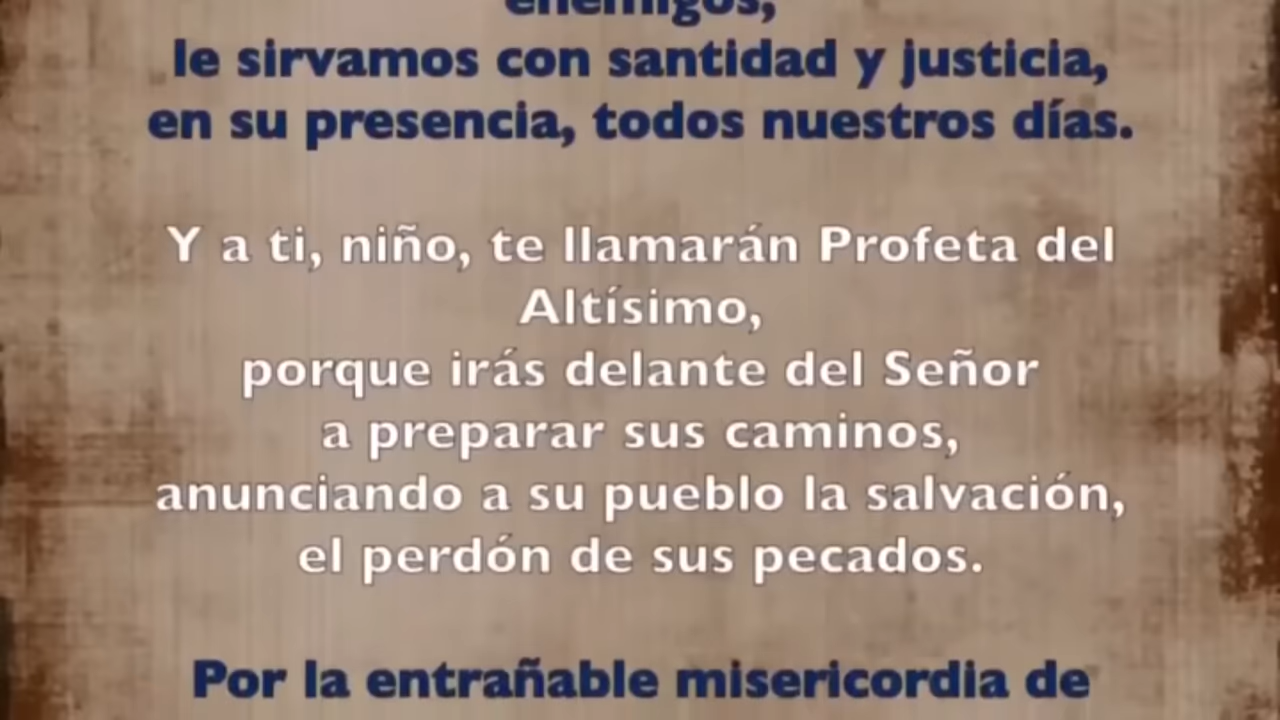 enemigos,
le sirvamos con santidad y justicia,
en su presencia, todos nuestros días.
Y a ti, niño, te llamarán Profeta del
Altísimo,
porque irás delante del Señor
a preparar sus caminos,
anunciando a su pueblo la salvación,
el perdón de sus pecados.
Por la entrañable misericordia de